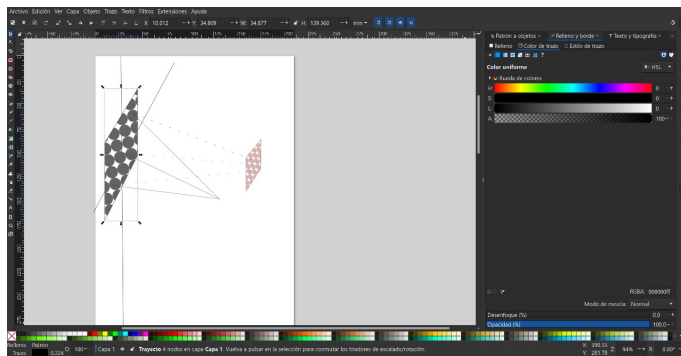 Archivo Edición Ver Capa Objeto Trazo Texto Filtros Extensiones Ayuda
X: 10.012 - + Y: 34.809 - + W: 34.877 - + H: 139.360 - + mm
Patrón a objetos × Relleno y borde × Texto y tipografía ×
Relleno Color de trazo Estilo de trazo
?
Color uniforme HSL
Rueda de colores
H: 0 +
S: 0 +
L: 0 +
A: 100 - +
RGBA: 000000ff
Modo de mezcla: Normal
Desenfoque (%) 0.0 - +
Opacidad (%) 100.0 - +
Relleno: Patrón
Trazo: 0.224
O: 100 - +
Capa 1
Trayecto 4 nodos en capa Capa 1. Vuelva a pulsar en la selección para conmutar los tiradores de escalado/rotación.
X: 390.55
Y: 281.78
Z: 94% - + R: 0.00°